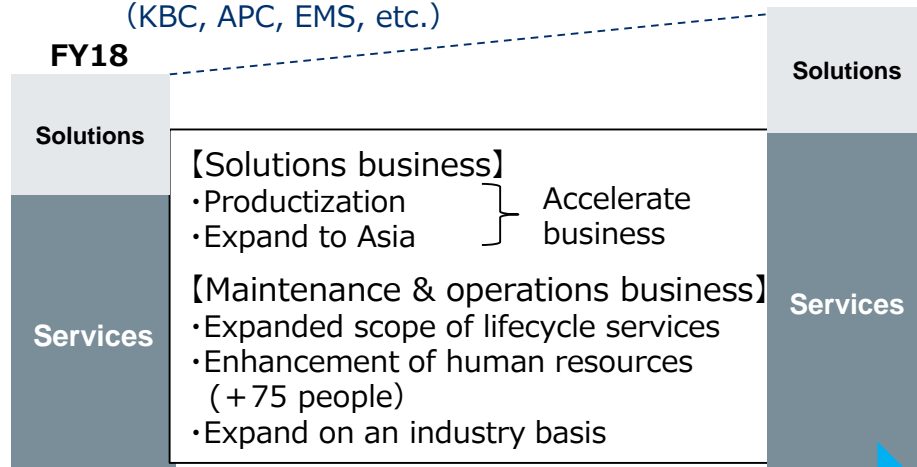 （KBC, APC, EMS, etc.）
FY18
Solutions
Solutions
【Solutions business】
・Productization
・Expand to Asia
Accelerate
business
【Maintenance & operations business】
・Expanded scope of lifecycle services
・Enhancement of human resources
（＋75 people）
・Expand on an industry basis
Services
Services